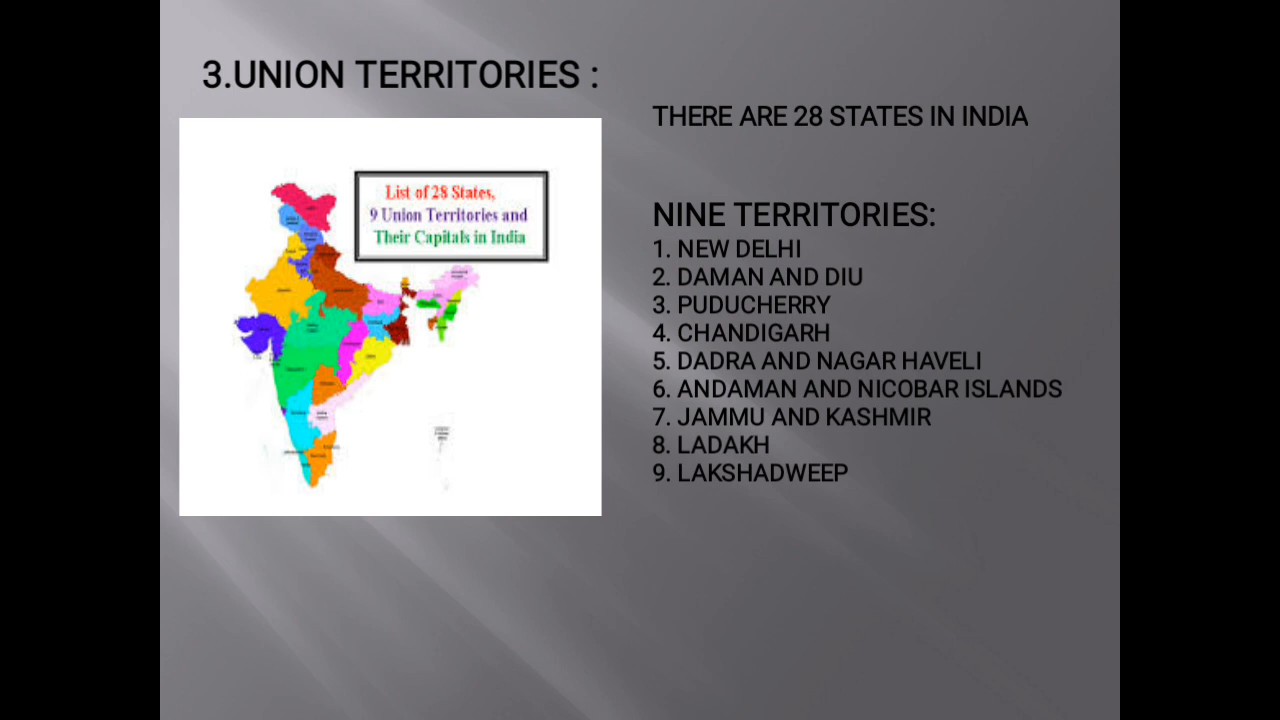 3.UNION TERRITORIES :
THERE ARE 28 STATES IN INDIA
List of 28 States,
9 Union Territories and
Their Capitals in India
NINE TERRITORIES:
1. NEW DELHI
2. DAMAN AND DIU
3. PUDUCHERRY
4. CHANDIGARH
5. DADRA AND NAGAR HAVELI
6. ANDAMAN AND NICOBAR ISLANDS
7. JAMMU AND KASHMIR
8. LADAKH
9. LAKSHADWEEP